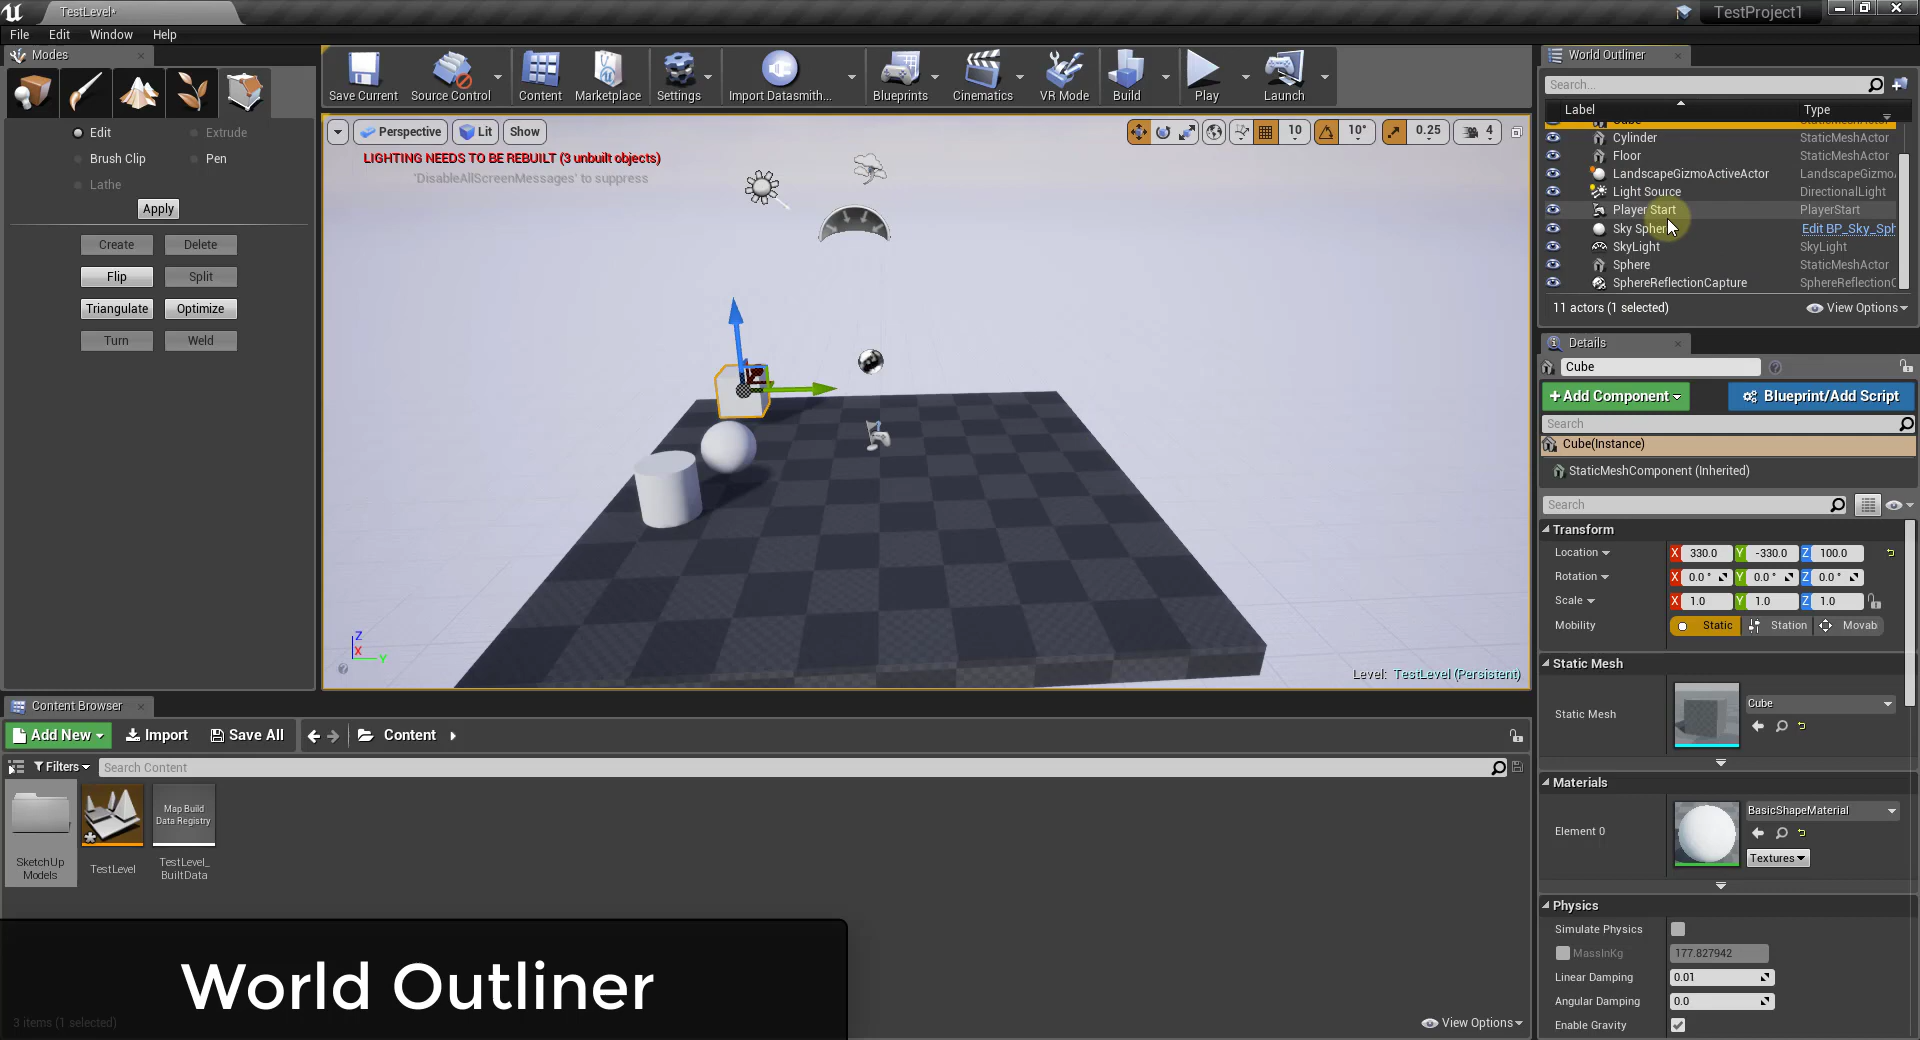 TestLevel*
TestProject1
File Edit Window Help
Modes
Edit
Extrude
Brush Clip
Pen
Lathe
Apply
Create Delete
Flip Split
Triangulate Optimize
Turn Weld
Save Current Source Control Content Marketplace Settings Import Datasmith... Blueprints Cinematics VR Mode Build Play Launch
Perspective Lit Show
10 10° 0.25 4
LIGHTING NEEDS TO BE REBUILT (3 unbuilt objects)
'DisableAllScreenMessages' to suppress
Z
X
Y
Level: TestLevel (Persistent)
World Outliner
Search...
Label Type
Cube StaticMeshActor
Cylinder StaticMeshActor
Floor StaticMeshActor
LandscapeGizmoActiveActor LandscapeGizmo
Light Source DirectionalLight
Player Start PlayerStart
Sky Sphere Edit BP_Sky_Sph
SkyLight SkyLight
Sphere StaticMeshActor
SphereReflectionCapture SphereReflectionC
11 actors (1 selected)
View Options
Details
Cube
+Add Component
Blueprint/Add Script
Search
Cube(Instance)
StaticMeshComponent (Inherited)
Search
Transform
Location X 330.0 Y -330.0 Z 100.0
Rotation X 0.0 ° Y 0.0 ° Z 0.0 °
Scale X 1.0 Y 1.0 Z 1.0
Mobility Static Station Movab
Static Mesh
Static Mesh Cube
Materials
Element 0 BasicShapeMaterial
Textures
Physics
Simulate Physics
MassInKg 177.827942
Linear Damping 0.01
Angular Damping 0.0
Enable Gravity
Content Browser
Add New Import Save All Content
Filters Search Content
SketchUp Models
TestLevel
Map Build Data Registry
TestLevel_BuiltData
World Outliner
3 items (1 selected)
View Options